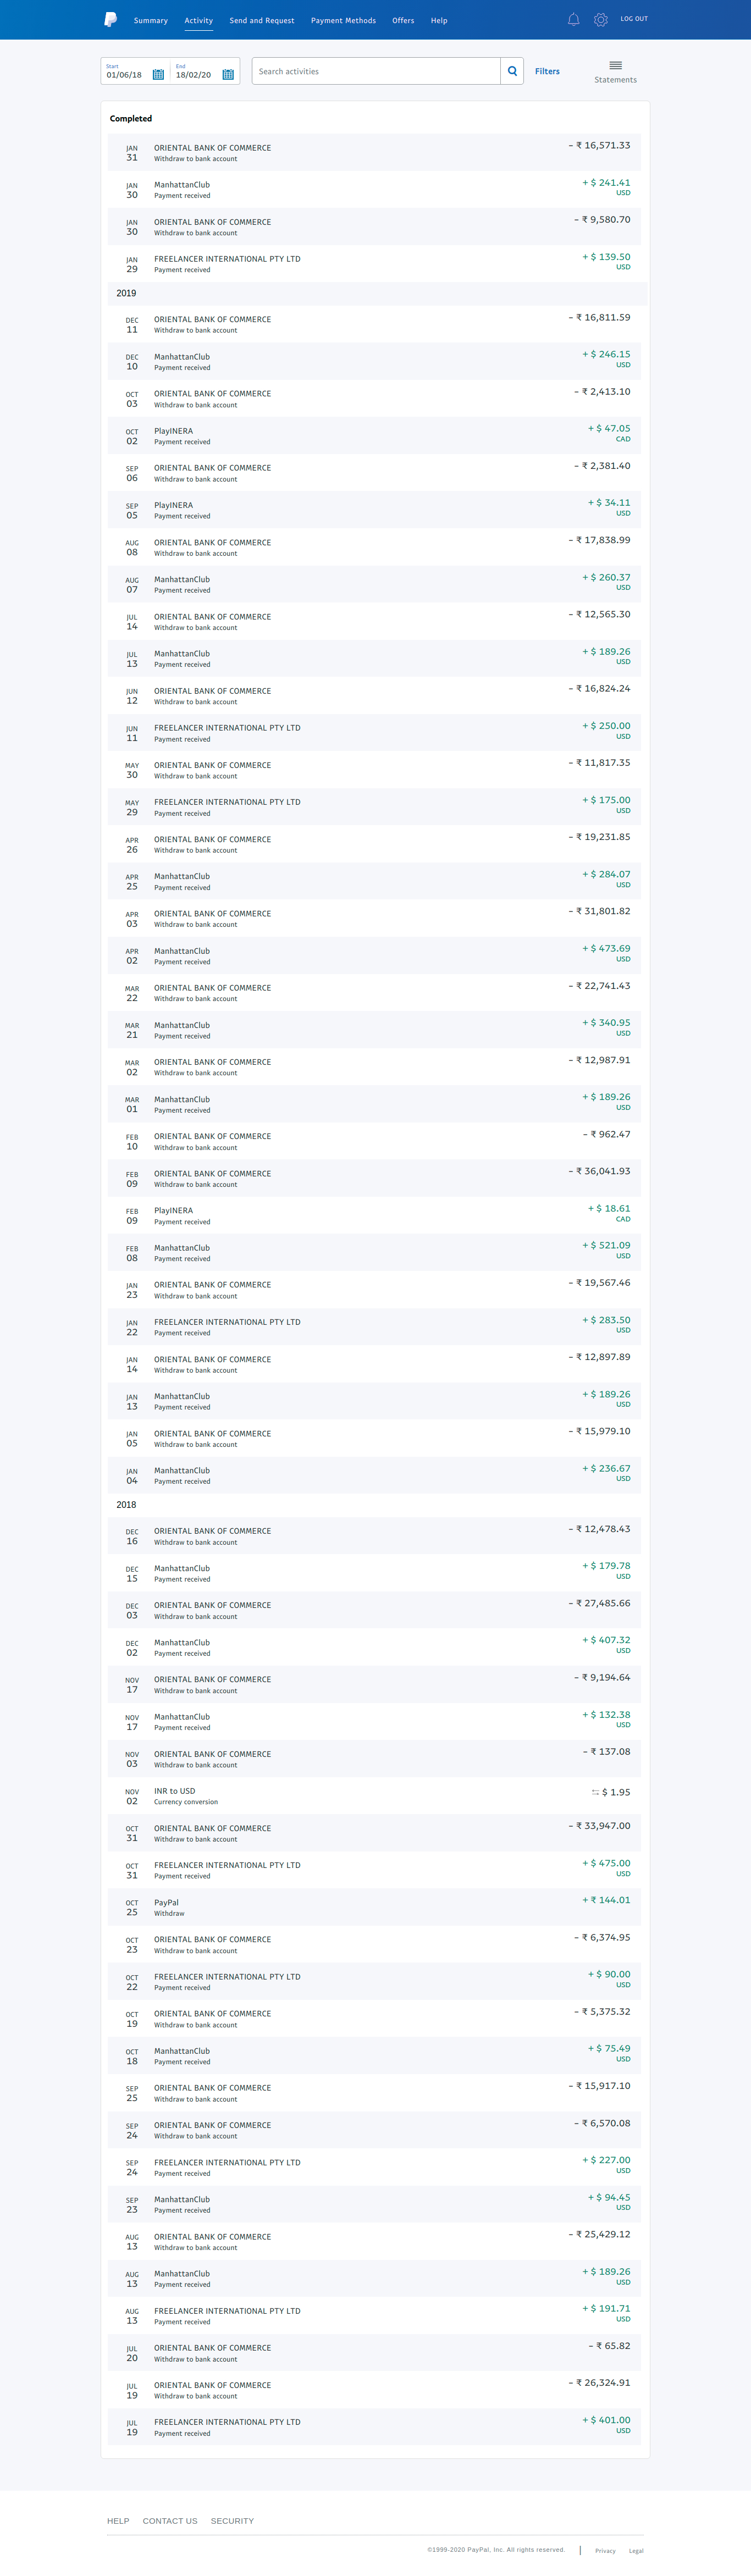 Summary Activity Send and Request Payment Methods Offers Help LOG OUT
Start End
01/06/18 18/02/20 Search activities Filters Statements
Completed
JAN 31 ORIENTAL BANK OF COMMERCE − ₹ 16,571.33
Withdraw to bank account
JAN 30 ManhattanClub + $ 241.41
Payment received USD
JAN 30 ORIENTAL BANK OF COMMERCE − ₹ 9,580.70
Withdraw to bank account
JAN 29 FREELANCER INTERNATIONAL PTY LTD + $ 139.50
Payment received USD
2019
DEC 11 ORIENTAL BANK OF COMMERCE − ₹ 16,811.59
Withdraw to bank account
DEC 10 ManhattanClub + $ 246.15
Payment received USD
OCT 03 ORIENTAL BANK OF COMMERCE − ₹ 2,413.10
Withdraw to bank account
OCT 02 PlayINERA + $ 47.05
Payment received CAD
SEP 06 ORIENTAL BANK OF COMMERCE − ₹ 2,381.40
Withdraw to bank account
SEP 05 PlayINERA + $ 34.11
Payment received USD
AUG 08 ORIENTAL BANK OF COMMERCE − ₹ 17,838.99
Withdraw to bank account
AUG 07 ManhattanClub + $ 260.37
Payment received USD
JUL 14 ORIENTAL BANK OF COMMERCE − ₹ 12,565.30
Withdraw to bank account
JUL 13 ManhattanClub + $ 189.26
Payment received USD
JUN 12 ORIENTAL BANK OF COMMERCE − ₹ 16,824.24
Withdraw to bank account
JUN 11 FREELANCER INTERNATIONAL PTY LTD + $ 250.00
Payment received USD
MAY 30 ORIENTAL BANK OF COMMERCE − ₹ 11,817.35
Withdraw to bank account
MAY 29 FREELANCER INTERNATIONAL PTY LTD + $ 175.00
Payment received USD
APR 26 ORIENTAL BANK OF COMMERCE − ₹ 19,231.85
Withdraw to bank account
APR 25 ManhattanClub + $ 284.07
Payment received USD
APR 03 ORIENTAL BANK OF COMMERCE − ₹ 31,801.82
Withdraw to bank account
APR 02 ManhattanClub + $ 473.69
Payment received USD
MAR 22 ORIENTAL BANK OF COMMERCE − ₹ 22,741.43
Withdraw to bank account
MAR 21 ManhattanClub + $ 340.95
Payment received USD
MAR 02 ORIENTAL BANK OF COMMERCE − ₹ 12,987.91
Withdraw to bank account
MAR 01 ManhattanClub + $ 189.26
Payment received USD
FEB 10 ORIENTAL BANK OF COMMERCE − ₹ 962.47
Withdraw to bank account
FEB 09 ORIENTAL BANK OF COMMERCE − ₹ 36,041.93
Withdraw to bank account
FEB 09 PlayINERA + $ 18.61
Payment received CAD
FEB 08 ManhattanClub + $ 521.09
Payment received USD
JAN 23 ORIENTAL BANK OF COMMERCE − ₹ 19,567.46
Withdraw to bank account
JAN 22 FREELANCER INTERNATIONAL PTY LTD + $ 283.50
Payment received USD
JAN 14 ORIENTAL BANK OF COMMERCE − ₹ 12,897.89
Withdraw to bank account
JAN 13 ManhattanClub + $ 189.26
Payment received USD
JAN 05 ORIENTAL BANK OF COMMERCE − ₹ 15,979.10
Withdraw to bank account
JAN 04 ManhattanClub + $ 236.67
Payment received USD
2018
DEC 16 ORIENTAL BANK OF COMMERCE − ₹ 12,478.43
Withdraw to bank account
DEC 15 ManhattanClub + $ 179.78
Payment received USD
DEC 03 ORIENTAL BANK OF COMMERCE − ₹ 27,485.66
Withdraw to bank account
DEC 02 ManhattanClub + $ 407.32
Payment received USD
NOV 17 ORIENTAL BANK OF COMMERCE − ₹ 9,194.64
Withdraw to bank account
NOV 17 ManhattanClub + $ 132.38
Payment received USD
NOV 03 ORIENTAL BANK OF COMMERCE − ₹ 137.08
Withdraw to bank account
NOV 02 INR to USD $ 1.95
Currency conversion
OCT 31 ORIENTAL BANK OF COMMERCE − ₹ 33,947.00
Withdraw to bank account
OCT 31 FREELANCER INTERNATIONAL PTY LTD + $ 475.00
Payment received USD
OCT 25 PayPal + ₹ 144.01
Withdraw
OCT 23 ORIENTAL BANK OF COMMERCE − ₹ 6,374.95
Withdraw to bank account
OCT 22 FREELANCER INTERNATIONAL PTY LTD + $ 90.00
Payment received USD
OCT 19 ORIENTAL BANK OF COMMERCE − ₹ 5,375.32
Withdraw to bank account
OCT 18 ManhattanClub + $ 75.49
Payment received USD
SEP 25 ORIENTAL BANK OF COMMERCE − ₹ 15,917.10
Withdraw to bank account
SEP 24 ORIENTAL BANK OF COMMERCE − ₹ 6,570.08
Withdraw to bank account
SEP 24 FREELANCER INTERNATIONAL PTY LTD + $ 227.00
Payment received USD
SEP 23 ManhattanClub + $ 94.45
Payment received USD
AUG 13 ORIENTAL BANK OF COMMERCE − ₹ 25,429.12
Withdraw to bank account
AUG 13 ManhattanClub + $ 189.26
Payment received USD
AUG 13 FREELANCER INTERNATIONAL PTY LTD + $ 191.71
Payment received USD
JUL 20 ORIENTAL BANK OF COMMERCE − ₹ 65.82
Withdraw to bank account
JUL 19 ORIENTAL BANK OF COMMERCE − ₹ 26,324.91
Withdraw to bank account
JUL 19 FREELANCER INTERNATIONAL PTY LTD + $ 401.00
Payment received USD
HELP CONTACT US SECURITY
©1999-2020 PayPal, Inc. All rights reserved. Privacy Legal